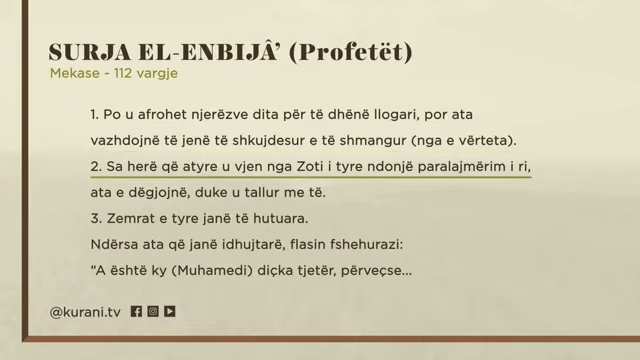 SURJA EL-ENBIJÂ’ (Profetët)
Mekase - 112 vargje
1. Po u afrohet njerëzve dita për të dhënë llogari, por ata
vazhdojnë të jenë të shkujdesur e të shmangur (nga e vërteta).
2. Sa herë që atyre u vjen nga Zoti i tyre ndonjë paralajmërim i ri,
ata e dëgjojnë, duke u tallur me të.
3. Zemrat e tyre janë të hutuara.
Ndërsa ata që janë idhujtarë, flasin fshehurazi:
“A është ky (Muhamedi) diçka tjetër, përveçse...
@kurani.tv